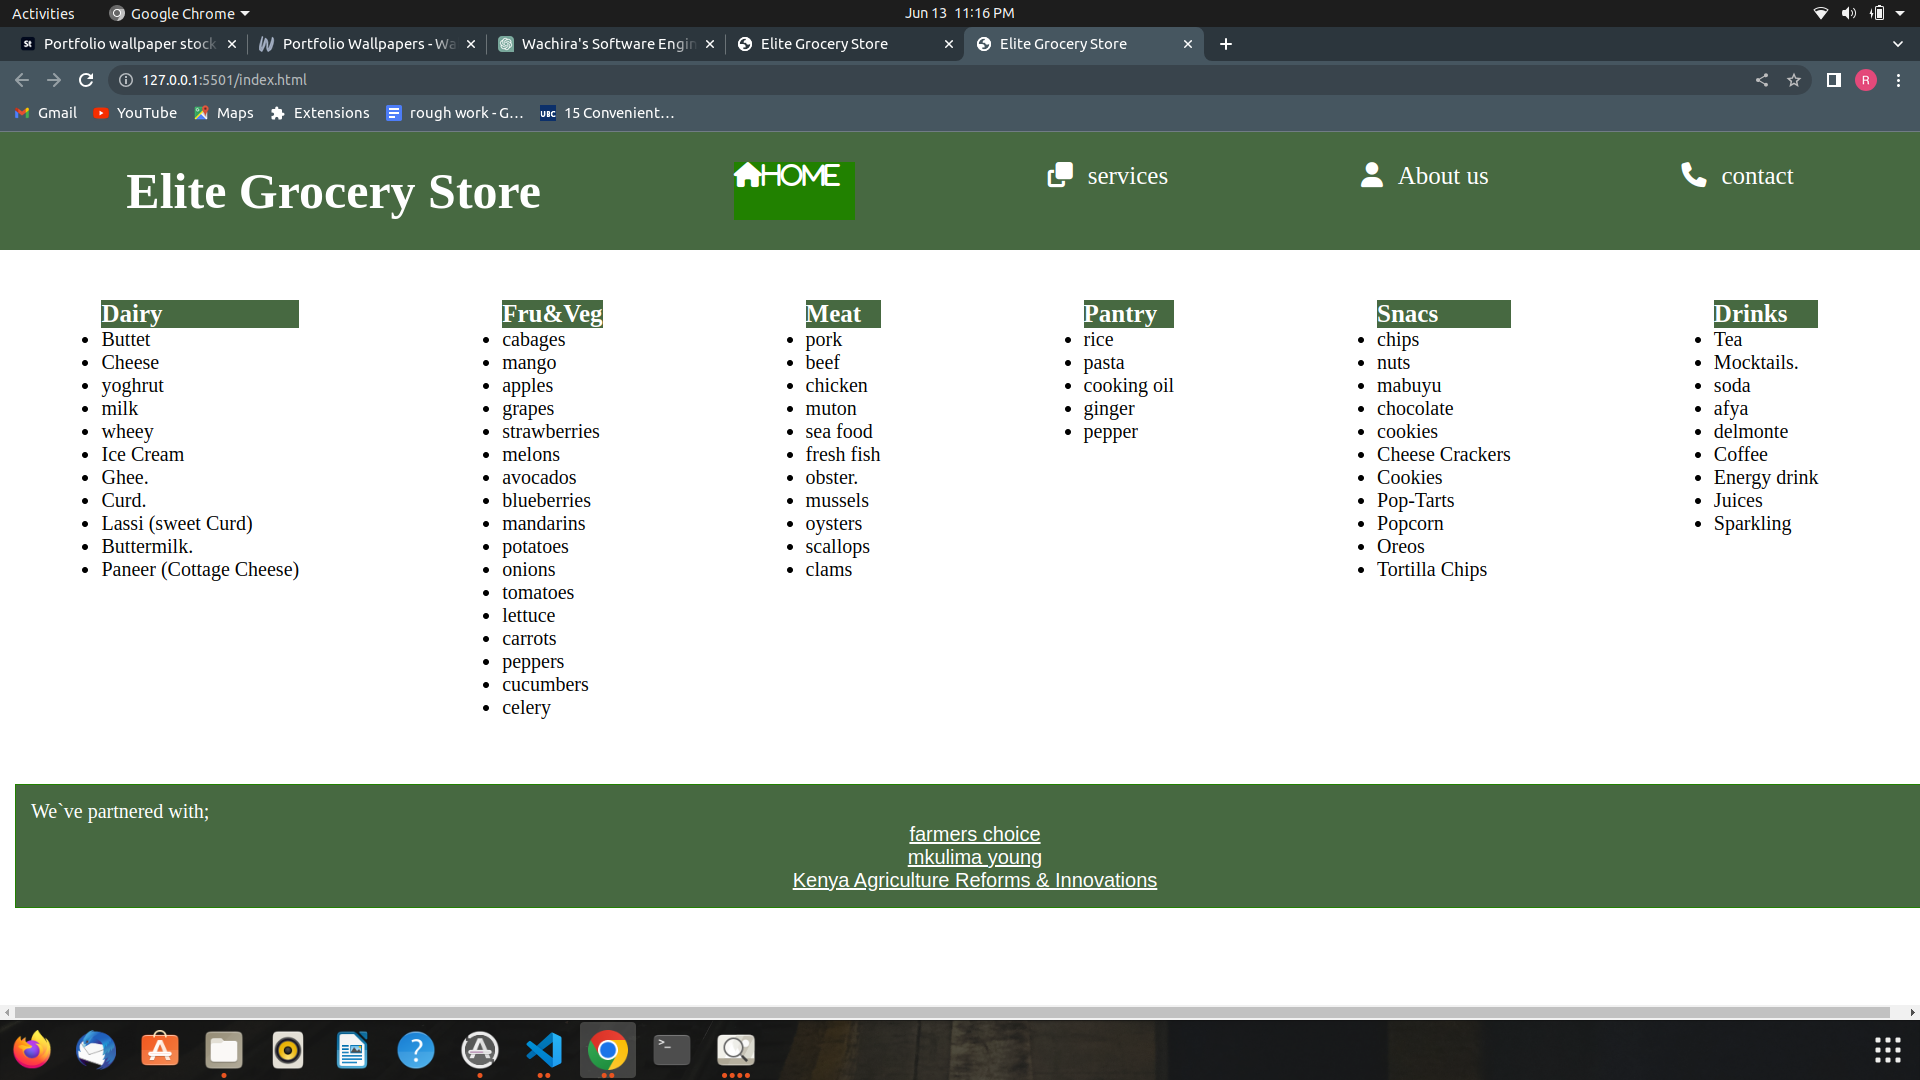 Activities
Google Chrome
Jun 13 11:16 PM
Portfolio wallpaper stock
Portfolio Wallpapers - Wa
Wachira's Software Engin
Elite Grocery Store
Elite Grocery Store
127.0.0.1:5501/index.html
R
Gmail
YouTube
Maps
Extensions
rough work - G...
UBC
15 Convenient...
Elite Grocery Store
HOME
services
About us
contact
Dairy
Buttet
Cheese
yoghrut
milk
wheey
Ice Cream
Ghee.
Curd.
Lassi (sweet Curd)
Buttermilk.
Paneer (Cottage Cheese)
Fru&Veg
cabages
mango
apples
grapes
strawberries
melons
avocados
blueberries
mandarins
potatoes
onions
tomatoes
lettuce
carrots
peppers
cucumbers
celery
Meat
pork
beef
chicken
muton
sea food
fresh fish
obster.
mussels
oysters
scallops
clams
Pantry
rice
pasta
cooking oil
ginger
pepper
Snacs
chips
nuts
mabuyu
chocolate
cookies
Cheese Crackers
Cookies
Pop-Tarts
Popcorn
Oreos
Tortilla Chips
Drinks
Tea
Mocktails.
soda
afya
delmonte
Coffee
Energy drink
Juices
Sparkling
We`ve partnered with;
farmers choice
mkulima young
Kenya Agriculture Reforms & Innovations